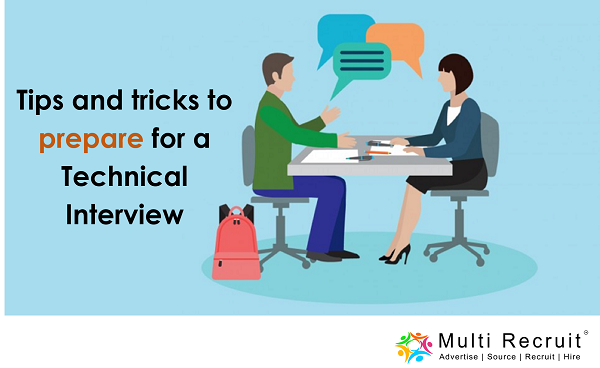 Tips and tricks to
prepare for a
Technical
Interview
Multi Recruit®
Advertise | Source | Recruit | Hire